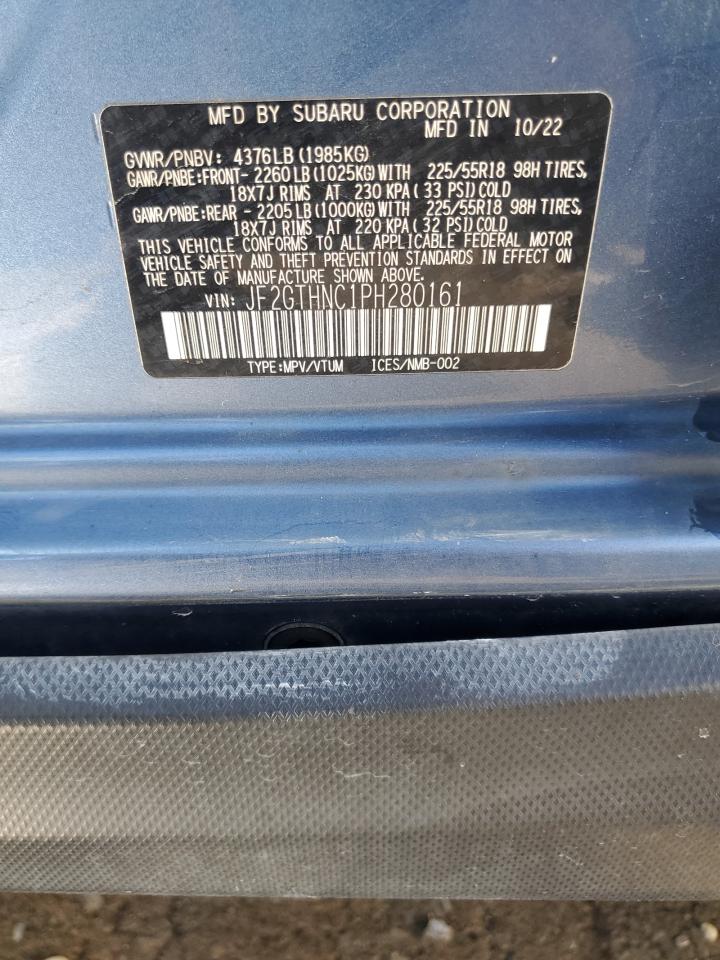 MFD BY SUBARU CORPORATION
MFD IN 10/22
GVWR/PNBV: 4376LB (1985KG)
GAWR/PNBE:FRONT- 2260LB (1025KG) WITH 225/55R18 98H TIRES,
18X7J RIMS AT 230 KPA ( 33 PSI) COLD
GAWR/PNBE:REAR - 2205LB (1000KG) WITH 225/55R18 98H TIRES,
18X7J RIMS AT 220 KPA ( 32 PSI) COLD
THIS VEHICLE CONFORMS TO ALL APPLICABLE FEDERAL MOTOR
VEHICLE SAFETY AND THEFT PREVENTION STANDARDS IN EFFECT ON
THE DATE OF MANUFACTURE SHOWN ABOVE.
VIN: JF2GTHNC1PH280161
TYPE:MPV/VTUM ICES/NMB-002